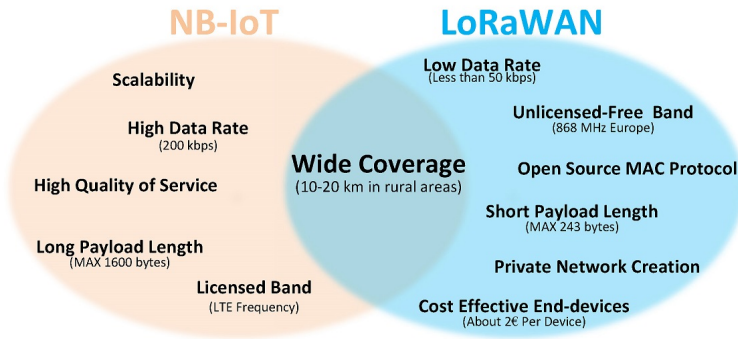 NB-IoT
LoRaWAN
Scalability
High Data Rate
(200 kbps)
High Quality of Service
Long Payload Length
(MAX 1600 bytes)
Licensed Band
(LTE Frequency)
Wide Coverage
(10-20 km in rural areas)
Low Data Rate
(Less than 50 kbps)
Unlicensed-Free Band
(868 MHz Europe)
Open Source MAC Protocol
Short Payload Length
(MAX 243 bytes)
Private Network Creation
Cost Effective End-devices
(About 2€ Per Device)